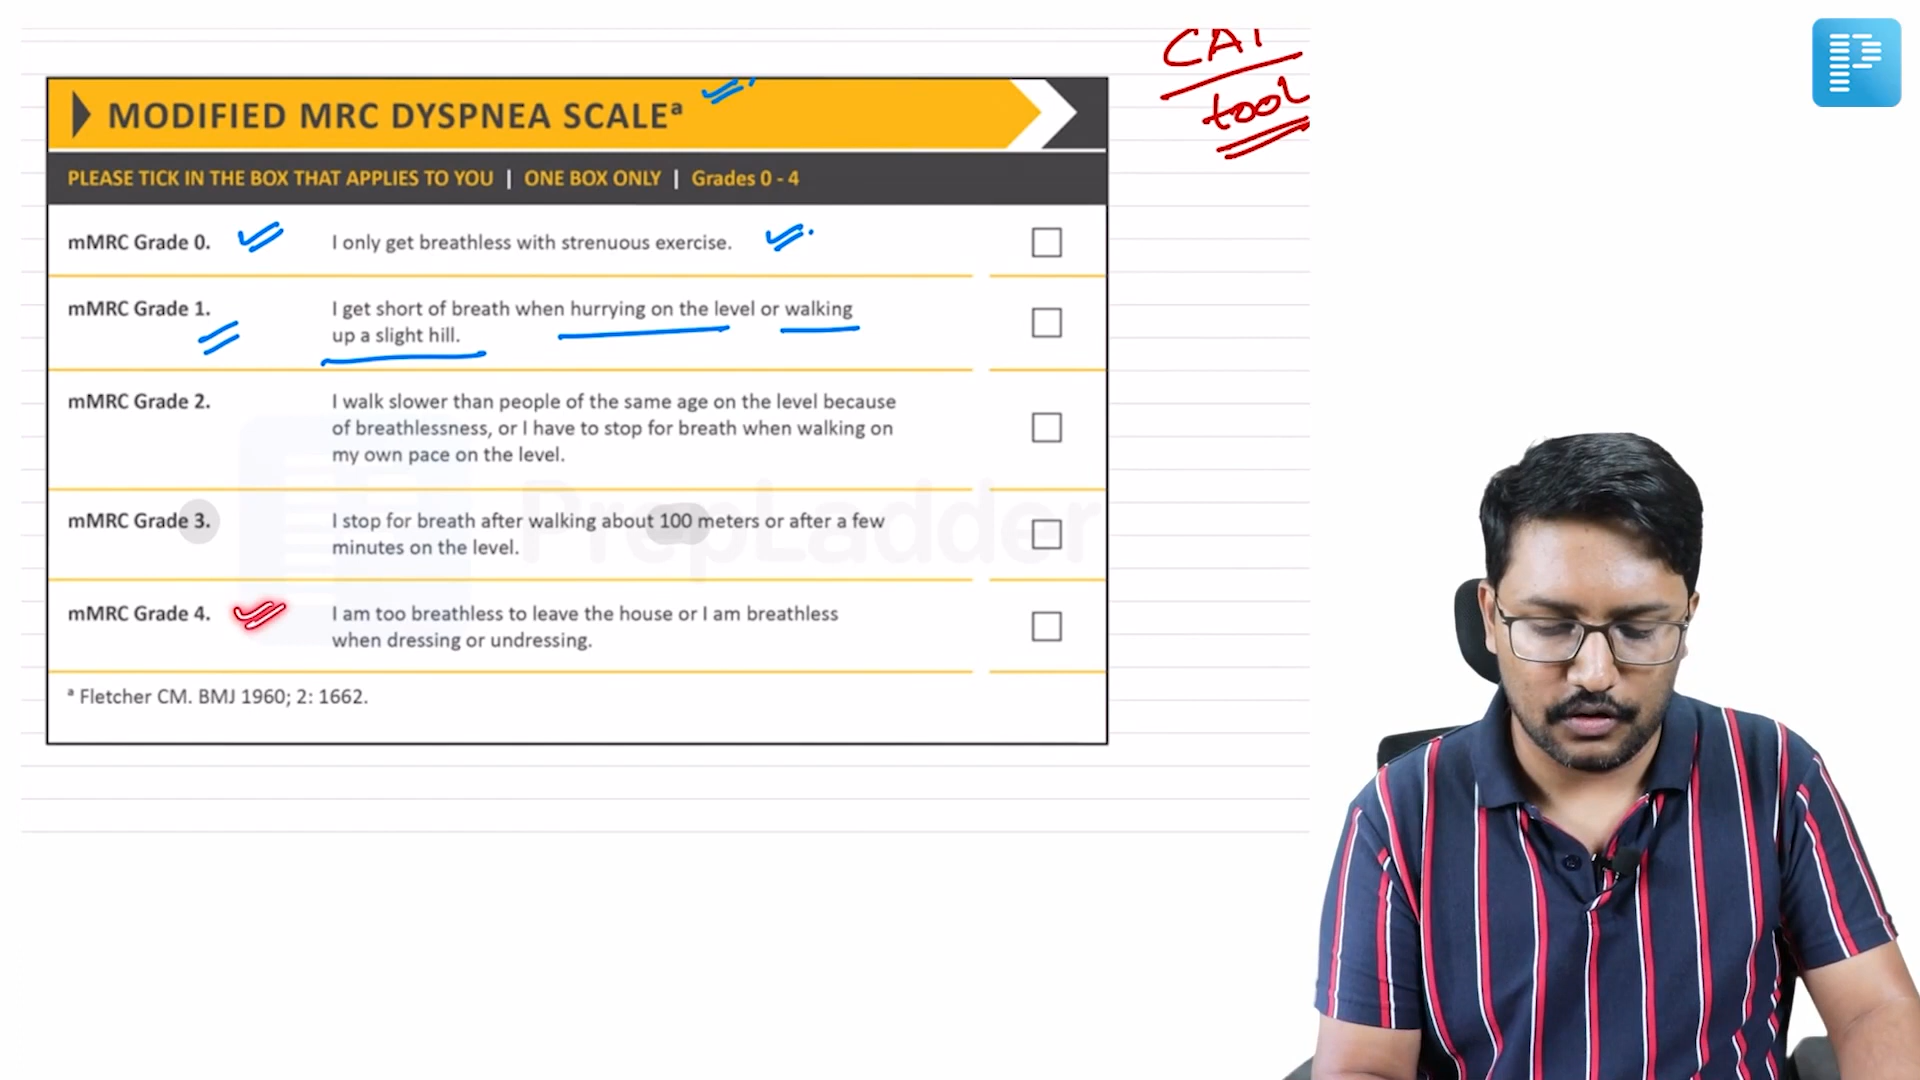 CAT
tool
MODIFIED MRC DYSPNEA SCALEª
PLEASE TICK IN THE BOX THAT APPLIES TO YOU | ONE BOX ONLY | Grades 0 - 4
mMRC Grade 0. I only get breathless with strenuous exercise.
mMRC Grade 1. I get short of breath when hurrying on the level or walking
up a slight hill.
mMRC Grade 2. I walk slower than people of the same age on the level because
of breathlessness, or I have to stop for breath when walking on
my own pace on the level.
mMRC Grade 3. I stop for breath after walking about 100 meters or after a few
minutes on the level.
mMRC Grade 4. I am too breathless to leave the house or I am breathless
when dressing or undressing.
ª Fletcher CM. BMJ 1960; 2: 1662.
PrepLadder